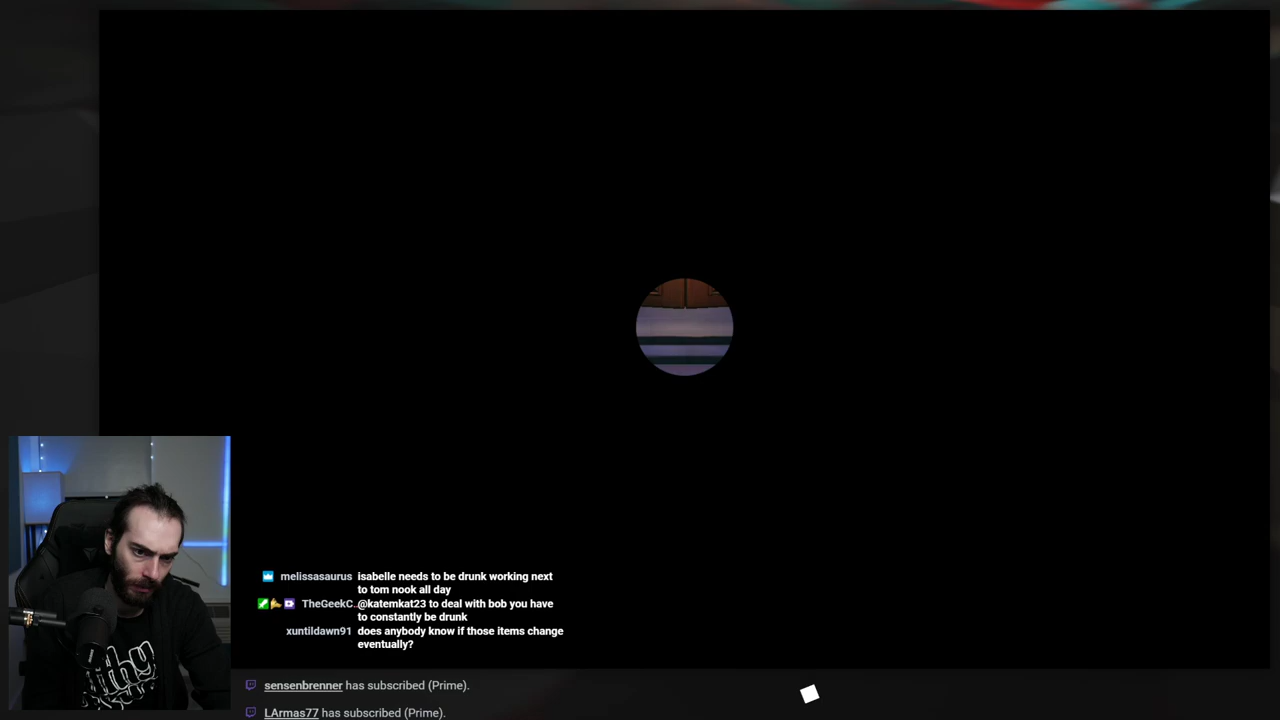 melissasaurus isabelle needs to be drunk working next
to tom nook all day
TheGeekC.. @katemkat23 to deal with bob you have
to constantly be drunk
xuntildawn91 does anybody know if those items change
eventually?
sensenbrenner has subscribed (Prime).
LArmas77 has subscribed (Prime).